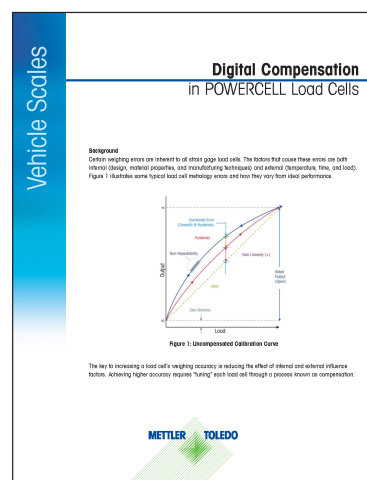 Vehicle Scales
Digital Compensation
in POWERCELL Load Cells
Background
Certain weighing errors are inherent to all strain gage load cells. The factors that cause these errors are both
internal (design, material properties, and manufacturing techniques) and external (temperature, time, and load).
Figure 1 illustrates some typical load cell metrology errors and how they vary from ideal performance.
Combined Error
(Linearity & Hysteresis)
Hysteresis
Non-Repeatability
Non-Linearity (+)
Output
Rated
Output
(Span)
Ideal
Zero Balance
Load
Figure 1: Uncompensated Calibration Curve
The key to increasing a load cell's weighing accuracy is reducing the effect of internal and external influence
factors. Achieving higher accuracy requires "tuning" each load cell through a process known as compensation.
METTLER TOLEDO